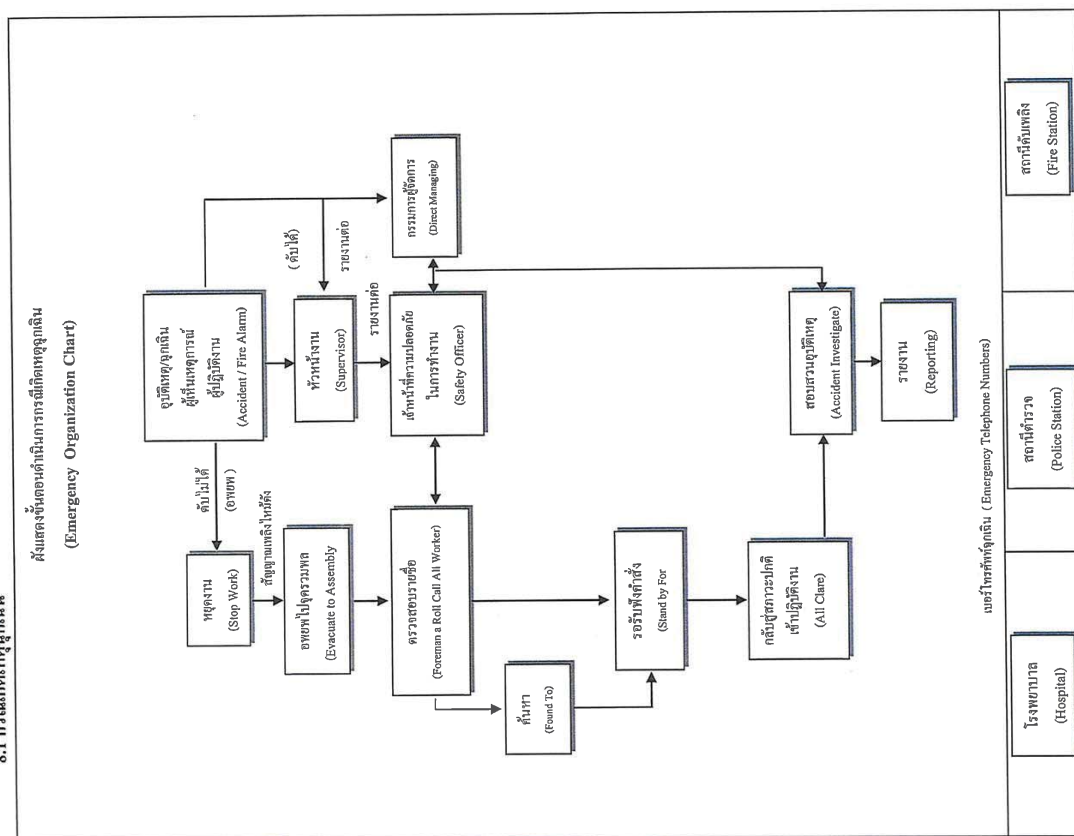 ผังแสดงขั้นตอนดำเนินการกรณีเกิดเหตุฉุกเฉิน
(Emergency Organization Chart)
อุบัติเหตุ/ฉุกเฉิน
ผู้เห็นเหตุการณ์
ผู้ปฏิบัติงาน
(Accident / Fire Alarm)
ดับไม่ได้
(อพยพ)
(ดับได้)
รายงานต่อ
หยุดงาน
(Stop Work)
หัวหน้างาน
(Supervisor)
กรรมการผู้จัดการ
(Direct Managing)
สัญญาณเพลิงไหม้ดัง
รายงานต่อ
อพยพไปจุดรวมพล
(Evacuate to Assembly
ตรวจสอบรายชื่อ
(Foreman a Roll Call All Worker)
เจ้าหน้าที่ความปลอดภัย
ในการทำงาน
(Safety Officer)
ค้นหา
(Found To)
รอรับฟังคำสั่ง
(Stand by For)
กลับสู่สภาวะปกติ
เข้าปฏิบัติงาน
(All Clare)
สอบสวนอุบัติเหตุ
(Accident Investigate)
รายงาน
(Reporting)
เบอร์โทรศัพท์ฉุกเฉิน ( Emergency Telephone Numbers)
โรงพยาบาล
(Hospital)
สถานีตำรวจ
(Police Station)
สถานีดับเพลิง
(Fire Station)